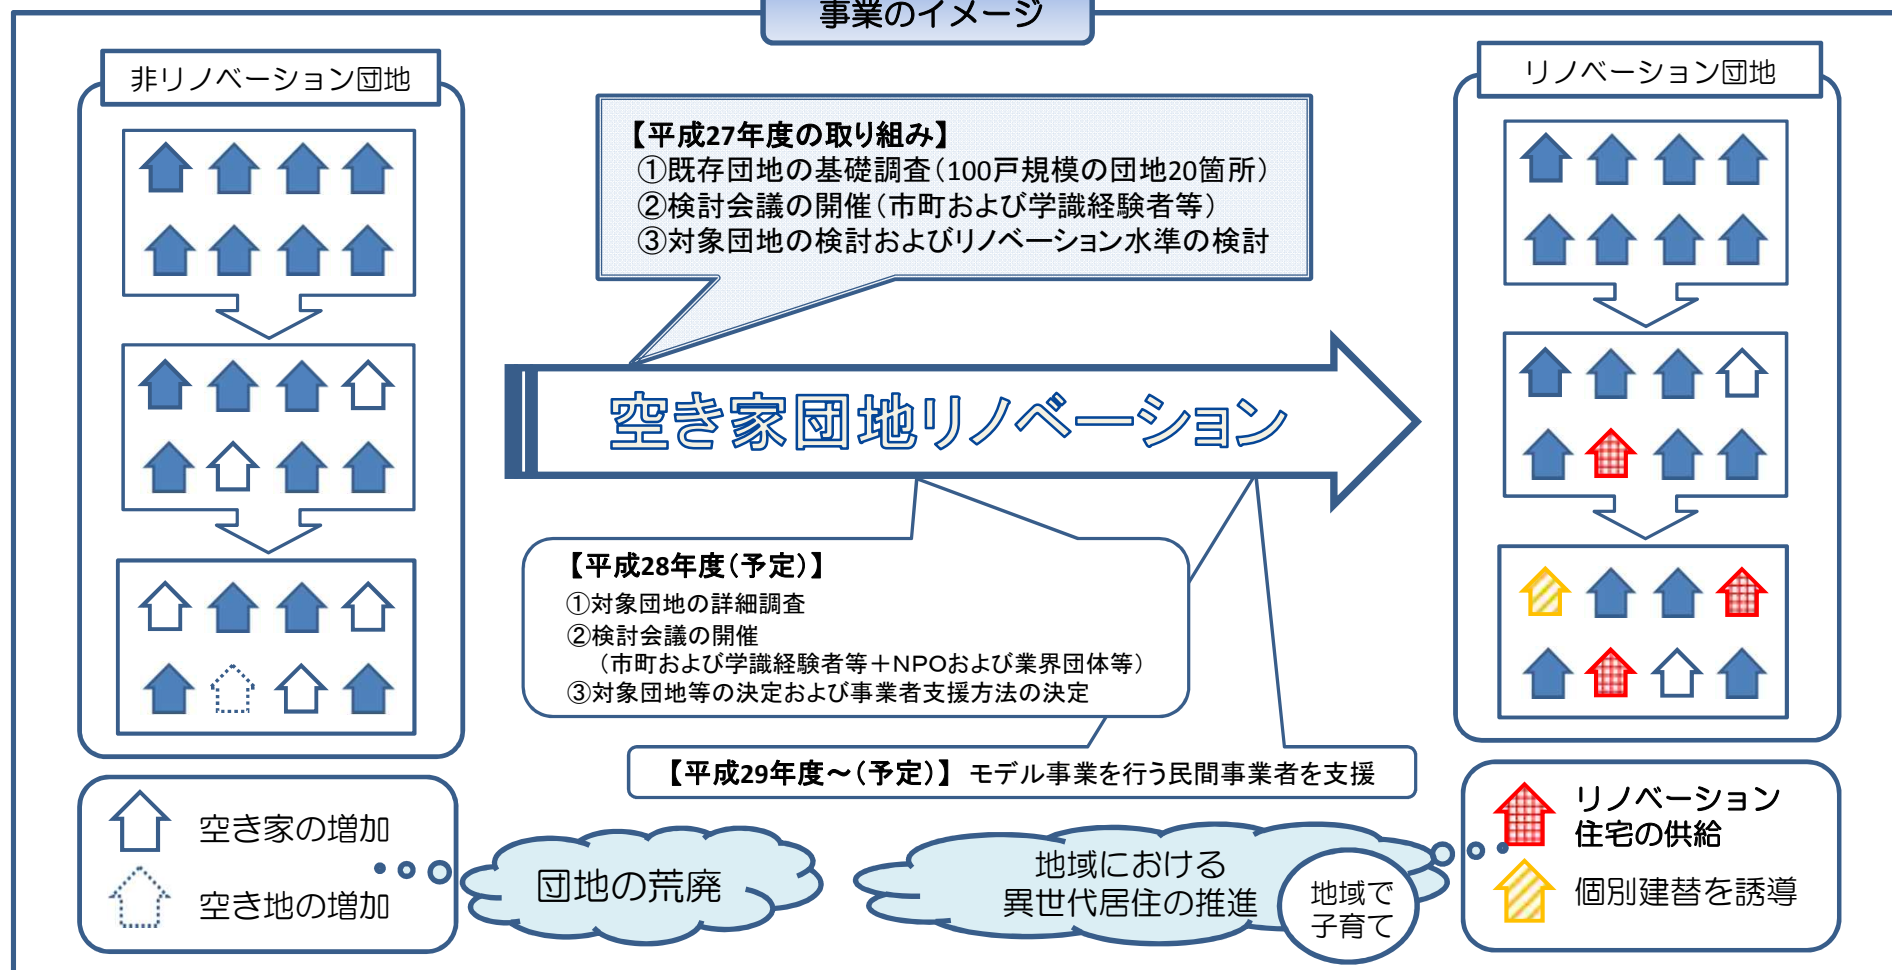 事業のイメージ
非リノベーション団地
リノベーション団地
【平成27年度の取り組み】
①既存団地の基礎調査（100戸規模の団地20箇所）
②検討会議の開催（市町および学識経験者等）
③対象団地の検討およびリノベーション水準の検討
空き家団地リノベーション
【平成28年度（予定）】
①対象団地の詳細調査
②検討会議の開催
（市町および学識経験者等＋NPOおよび業界団体等）
③対象団地等の決定および事業者支援方法の決定
【平成29年度～（予定）】 モデル事業を行う民間事業者を支援
空き家の増加
空き地の増加
団地の荒廃
地域における
異世代居住の推進
地域で
子育て
リノベーション
住宅の供給
個別建替を誘導